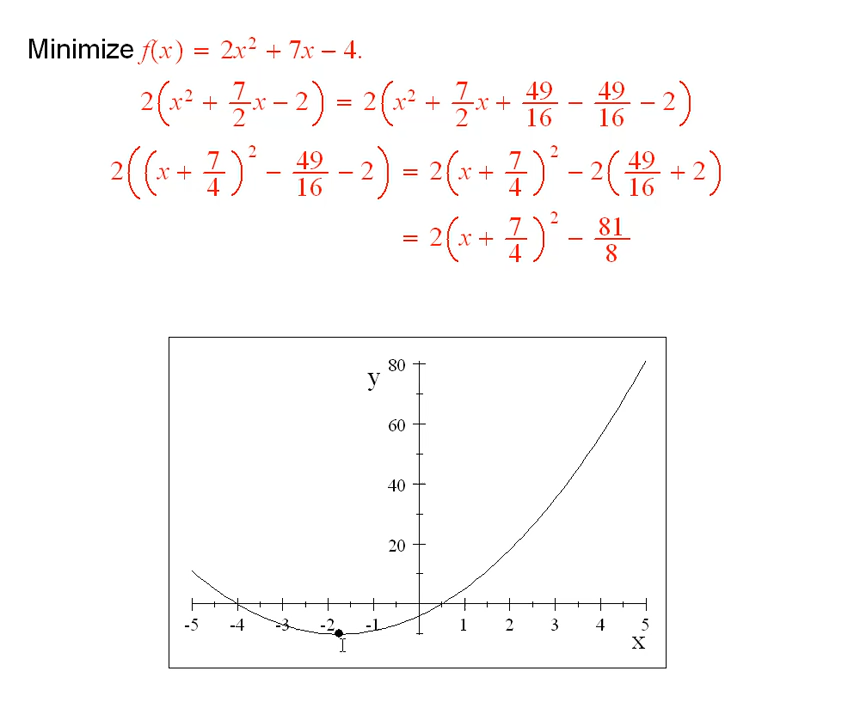 Minimize f(x) = 2x² + 7x − 4.
2(x² + 7/2 x − 2) = 2(x² + 7/2 x + 49/16 − 49/16 − 2)
2((x + 7/4)² − 49/16 − 2) = 2(x + 7/4)² − 2(49/16 + 2)
= 2(x + 7/4)² − 81/8
80
y
60
40
20
-5 -4 -3 -2 -1 1 2 3 4 5
x